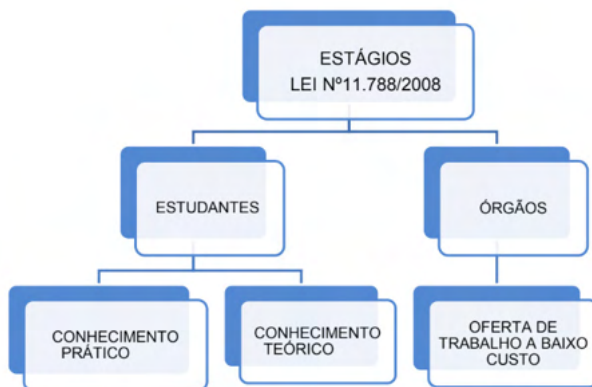 ESTÁGIOS
LEI Nº11.788/2008
ESTUDANTES
ÓRGÃOS
CONHECIMENTO
PRÁTICO
CONHECIMENTO
TEÓRICO
OFERTA DE
TRABALHO A BAIXO
CUSTO